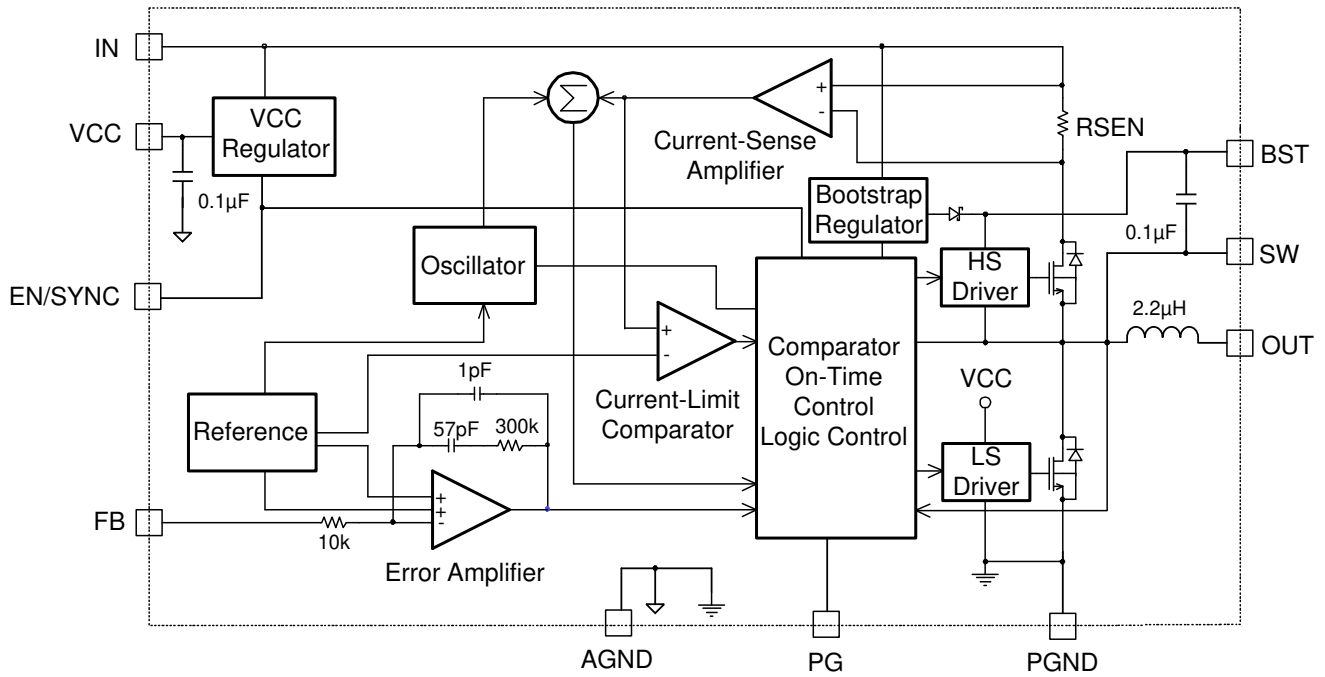 IN
VCC
VCC
Regulator
0.1µF
EN/SYNC
Σ
+
-
Current-Sense
Amplifier
RSEN
BST
Bootstrap
Regulator
0.1µF
SW
Oscillator
HS
Driver
2.2µH
OUT
+
-
Current-Limit
Comparator
Comparator
On-Time
Control
Logic Control
VCC
LS
Driver
1pF
57pF
300k
Reference
FB
10k
+
+
-
Error Amplifier
AGND
PG
PGND